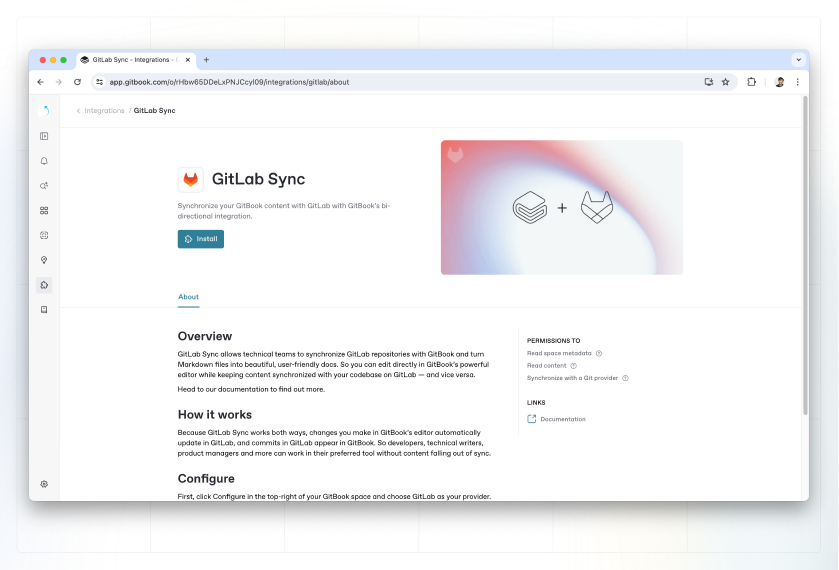 GitLab Sync - Integrations -
app.gitbook.com/o/rHbw65DDeLxPNJCcyl09/integrations/gitlab/about
Integrations / GitLab Sync
GitLab Sync
Synchronize your GitBook content with GitLab with GitBook's bi-
directional integration.
Install
+
About
Overview
GitLab Sync allows technical teams to synchronize GitLab repositories with GitBook and turn
Markdown files into beautiful, user-friendly docs. So you can edit directly in GitBook's powerful
editor while keeping content synchronized with your codebase on GitLab — and vice versa.
Head to our documentation to find out more.
How it works
Because GitLab Sync works both ways, changes you make in GitBook's editor automatically
update in GitLab, and commits in GitLab appear in GitBook. So developers, technical writers,
product managers and more can work in their preferred tool without content falling out of sync.
Configure
First, click Configure in the top-right of your GitBook space and choose GitLab as your provider.
PERMISSIONS TO
Read space metadata
Read content
Synchronize with a Git provider
LINKS
Documentation